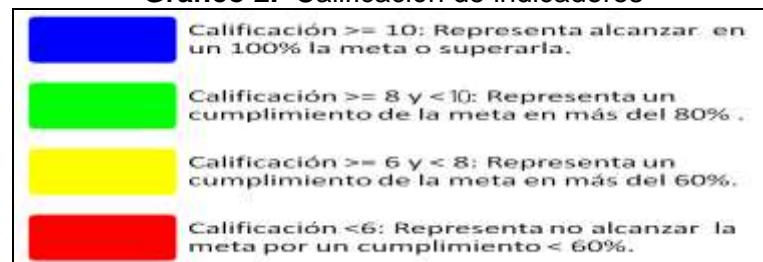 Gráfico 2. Calificación de indicadores
Calificación >= 10: Representa alcanzar en
un 100% la meta o superarla.
Calificación >= 8 y <10: Representa un
cumplimiento de la meta en más del 80% .
Calificación >= 6 y < 8: Representa un
cumplimiento de la meta en más del 60%.
Calificación <6: Representa no alcanzar la
meta por un cumplimiento < 60%.